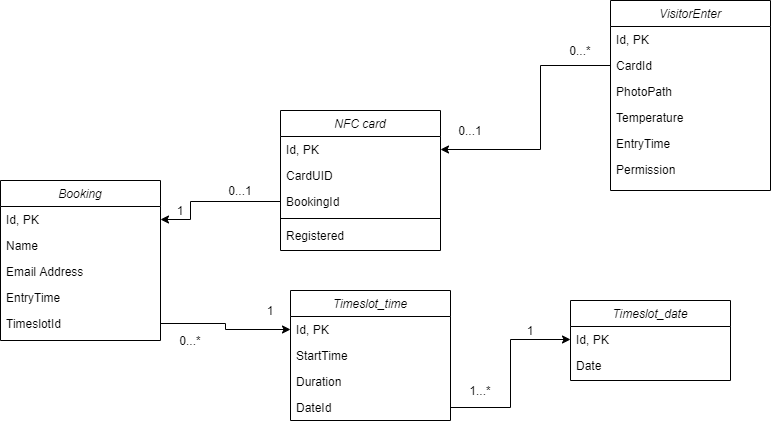 VisitorEnter
Id, PK
CardId
PhotoPath
Temperature
EntryTime
Permission
0...*
0...1
NFC card
Id, PK
CardUID
BookingId
Registered
0...1
1
Booking
Id, PK
Name
Email Address
EntryTime
TimeslotId
0...*
1
Timeslot_time
Id, PK
StartTime
Duration
DateId
1...*
1
Timeslot_date
Id, PK
Date